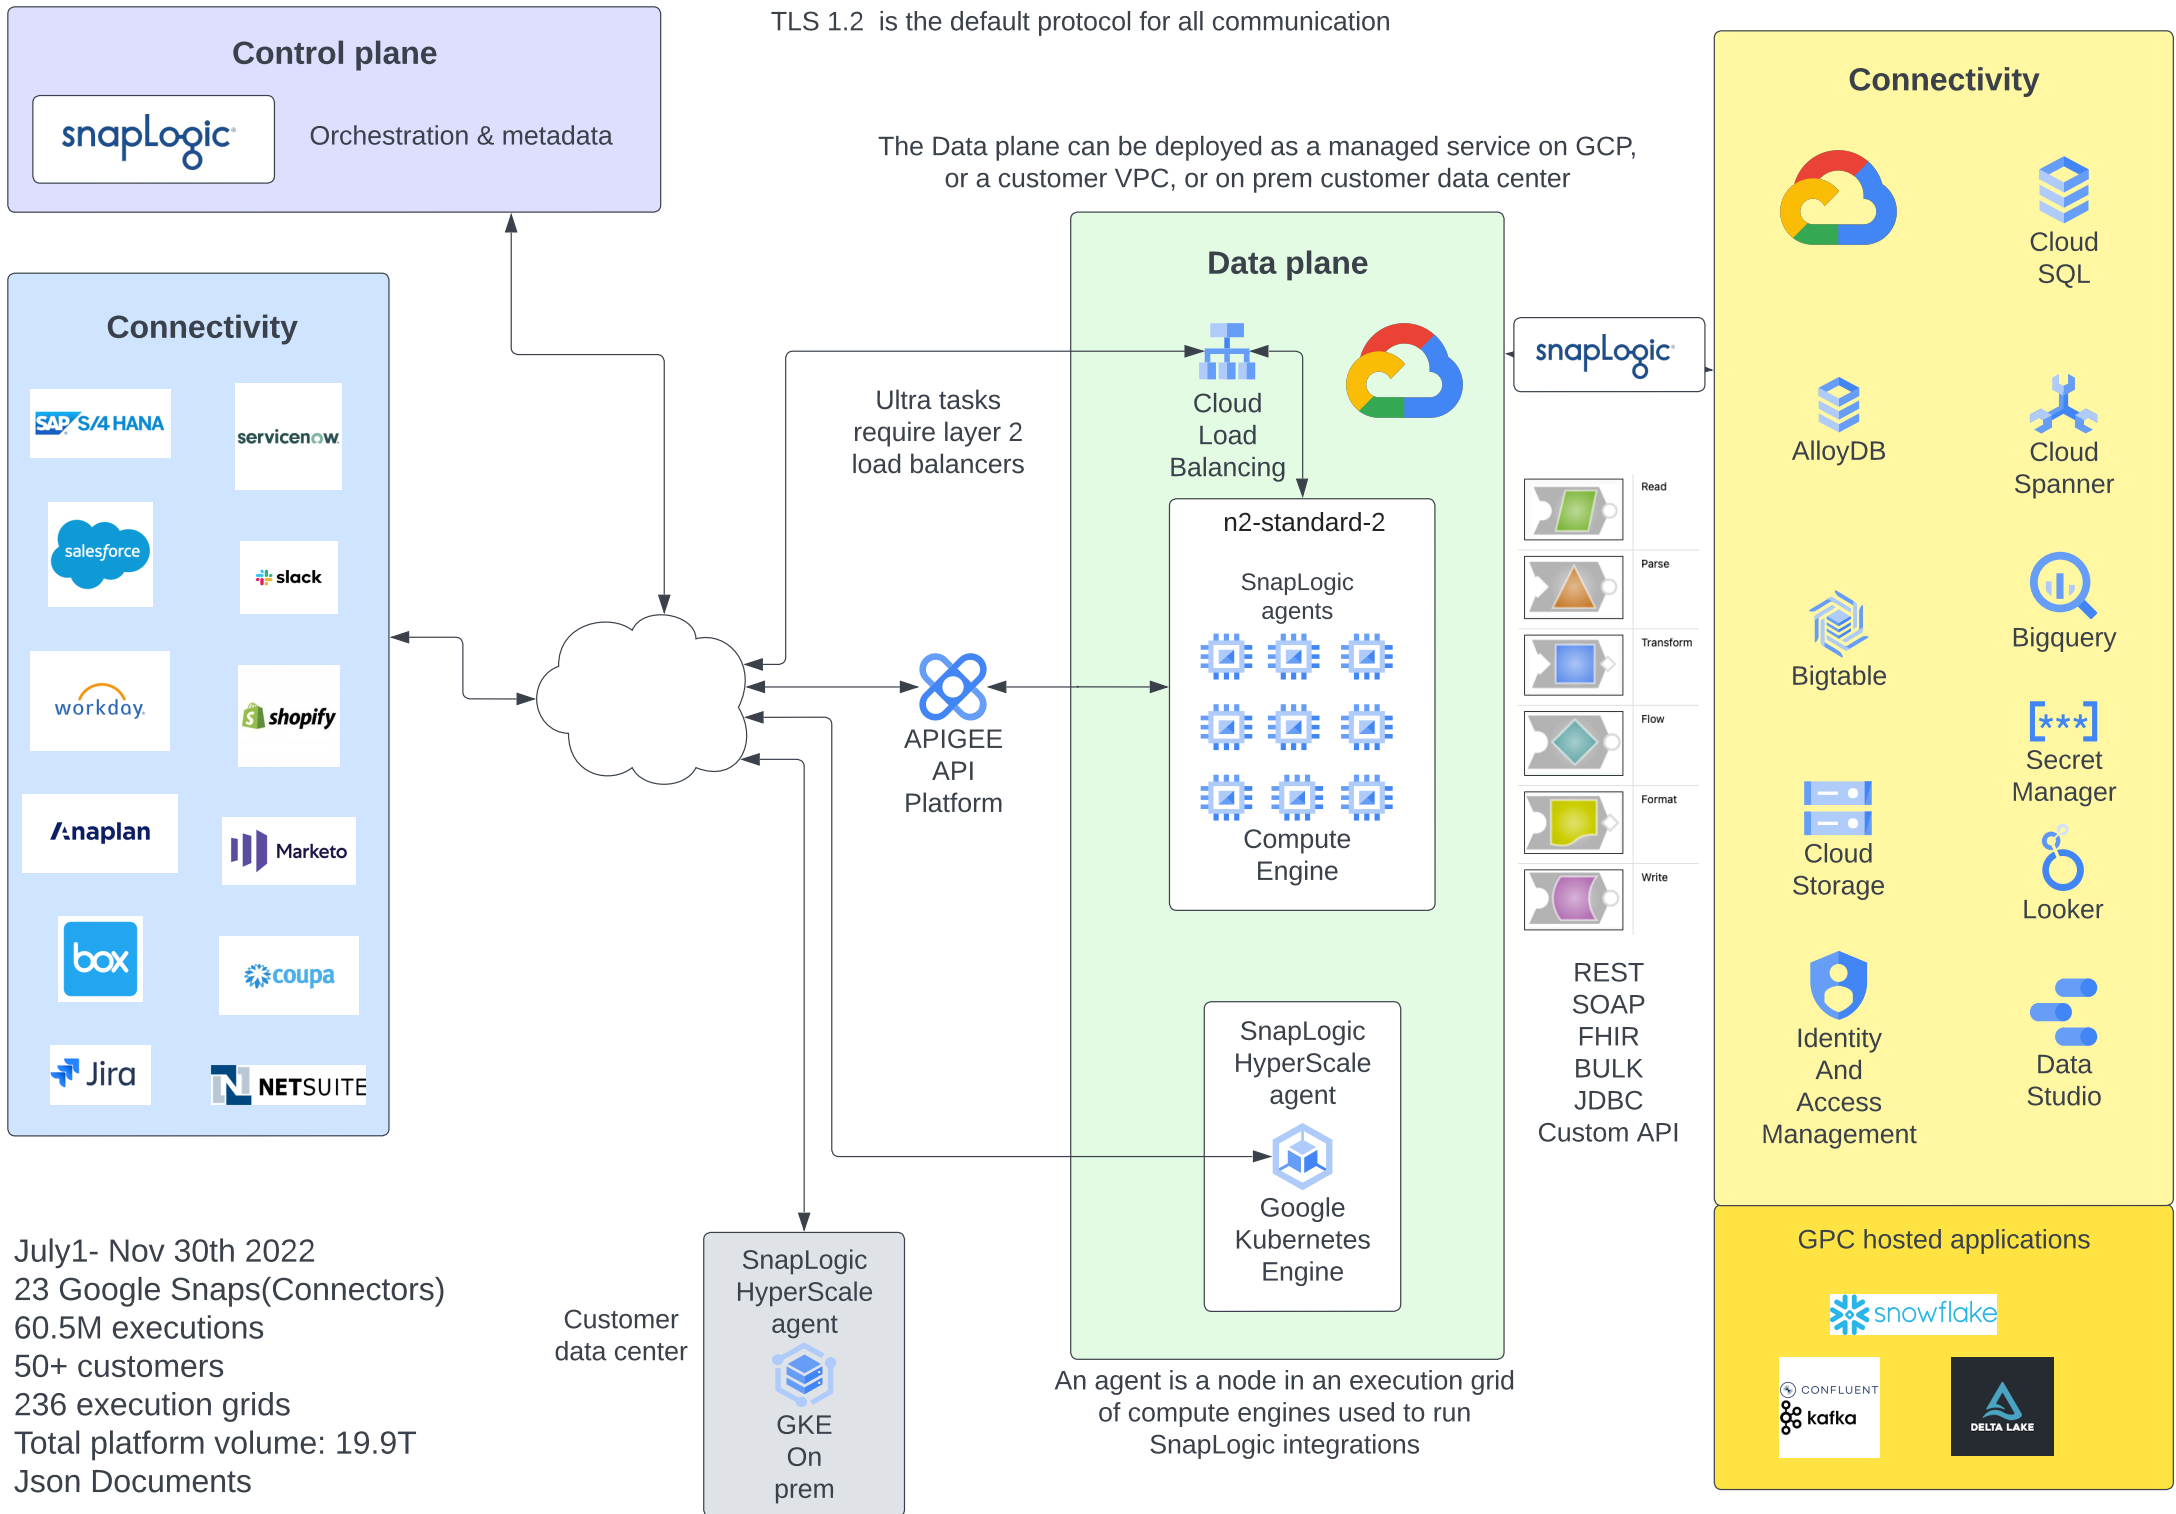 TLS 1.2  is the default protocol for all communication
Control plane
snapLogic
Orchestration & metadata
The Data plane can be deployed as a managed service on GCP,
or a customer VPC, or on prem customer data center
Connectivity
SAP S/4 HANA
servicenow
salesforce
slack
workday
shopify
Anaplan
Marketo
box
coupa
Jira
NETSUITE
Ultra tasks
require layer 2
load balancers
APIGEE
API
Platform
Data plane
Cloud
Load
Balancing
n2-standard-2
SnapLogic
agents
Compute
Engine
SnapLogic
HyperScale
agent
Google
Kubernetes
Engine
An agent is a node in an execution grid
of compute engines used to run
SnapLogic integrations
snapLogic
Read
Parse
Transform
Flow
Format
Write
REST
SOAP
FHIR
BULK
JDBC
Custom API
Connectivity
Cloud
SQL
AlloyDB
Cloud
Spanner
Bigtable
Bigquery
[***]
Secret
Manager
Cloud
Storage
Looker
Identity
And
Access
Management
Data
Studio
GPC hosted applications
snowflake
CONFLUENT
kafka
DELTA LAKE
Customer
data center
SnapLogic
HyperScale
agent
GKE
On
prem
July1- Nov 30th 2022
23 Google Snaps(Connectors)
60.5M executions
50+ customers
236 execution grids
Total platform volume: 19.9T
Json Documents